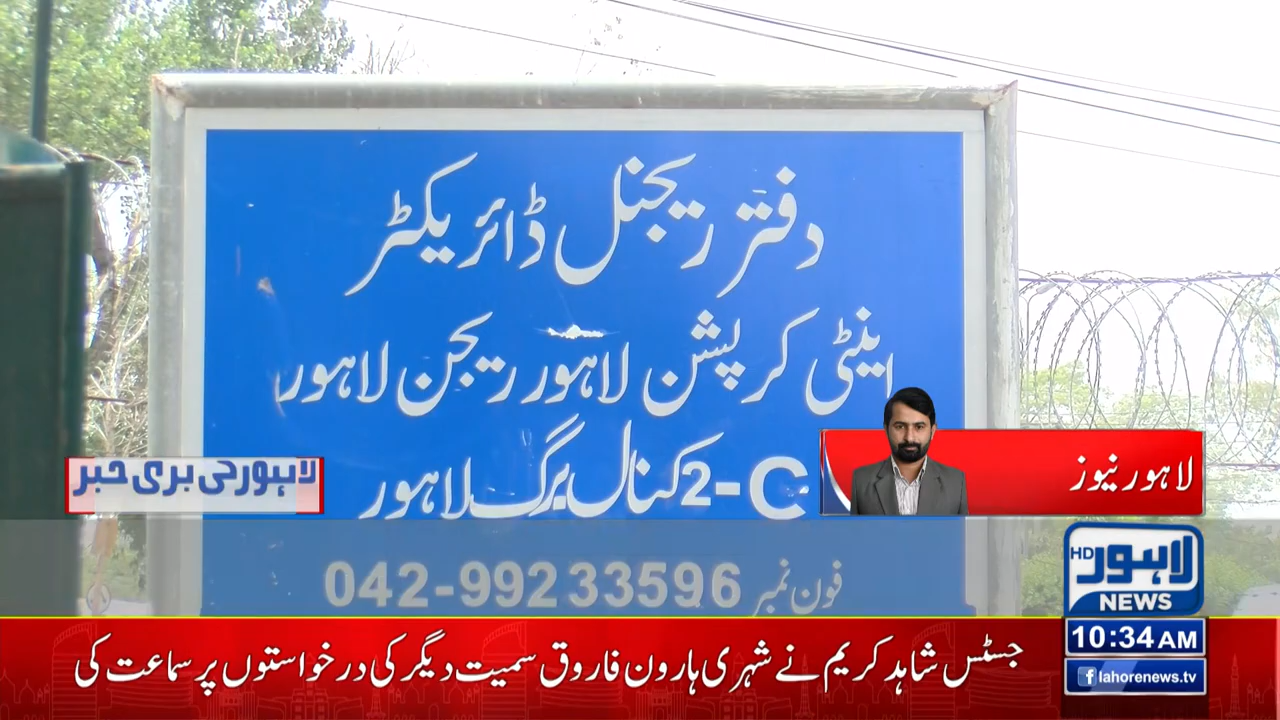 دفتر ریجنل ڈائریکٹر
اینٹی کرپشن لاہور ریجن لاہور
2-C کنال برگ لاہور
فون نمبر 042-99233596
لاہور نیوز
لاہور کی بڑی خبر
HD لاہور
NEWS
10:34 AM
جسٹس شاہد کریم نے شہری ہارون فاروق سمیت دیگر کی درخواستوں پر سماعت کی
f lahorenews.tv